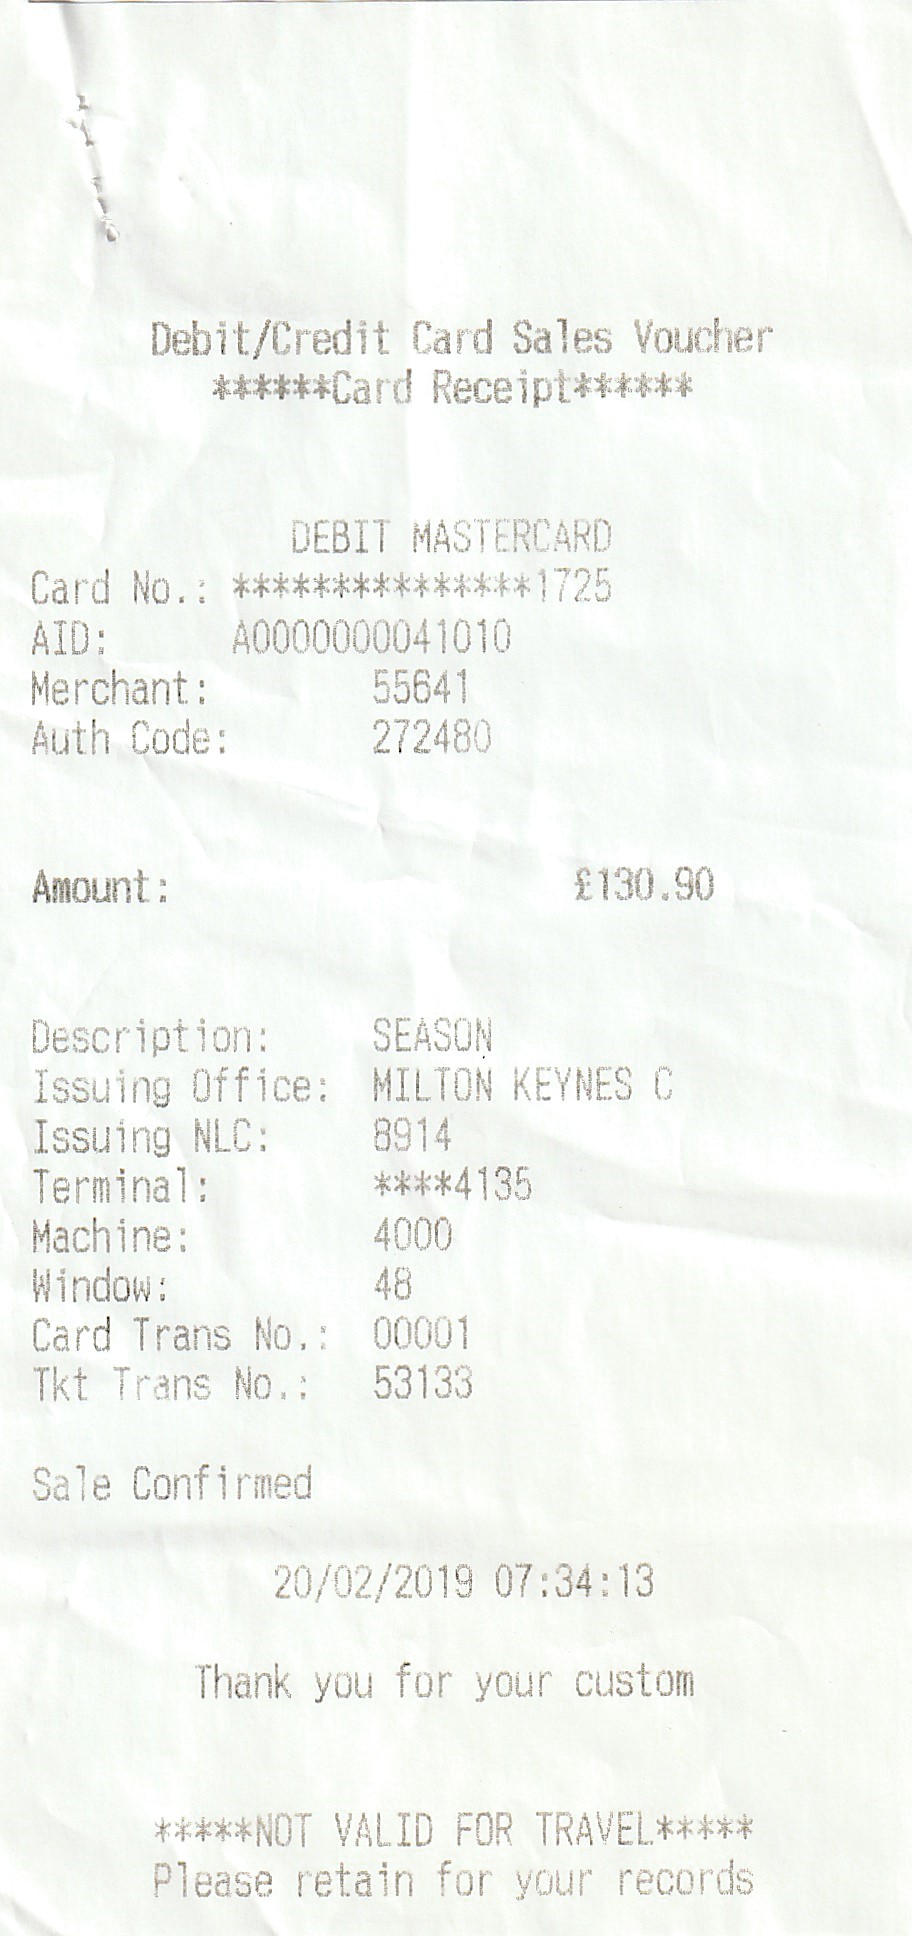 Debit/Credit Card Sales Voucher
******Card Receipt******
DEBIT MASTERCARD
Card No.: ***************1725
AID: A0000000041010
Merchant: 55641
Auth Code: 272480
Amount: £130.90
Description: SEASON
Issuing Office: MILTON KEYNES C
Issuing NLC: 8914
Terminal: ****4135
Machine: 4000
Window: 48
Card Trans No.: 00001
Tkt Trans No.: 53133
Sale Confirmed
20/02/2019 07:34:13
Thank you for your custom
*****NOT VALID FOR TRAVEL*****
Please retain for your records